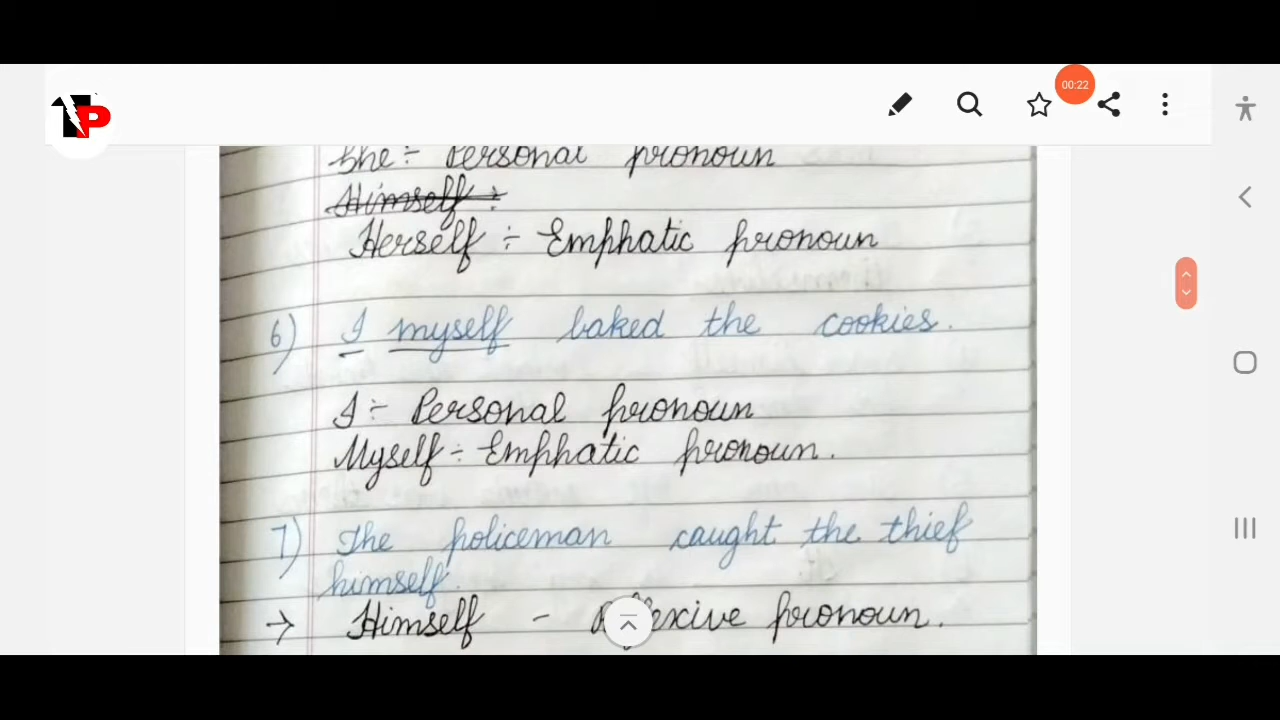 00:22
1P
She ÷ Personal pronoun
Himself ÷
Herself ÷ Emphatic pronoun
6) I myself baked the cookies.
I ÷ Personal pronoun
Myself ÷ Emphatic pronoun.
7) The policeman caught the thief
himself.
→ Himself - pronoun.